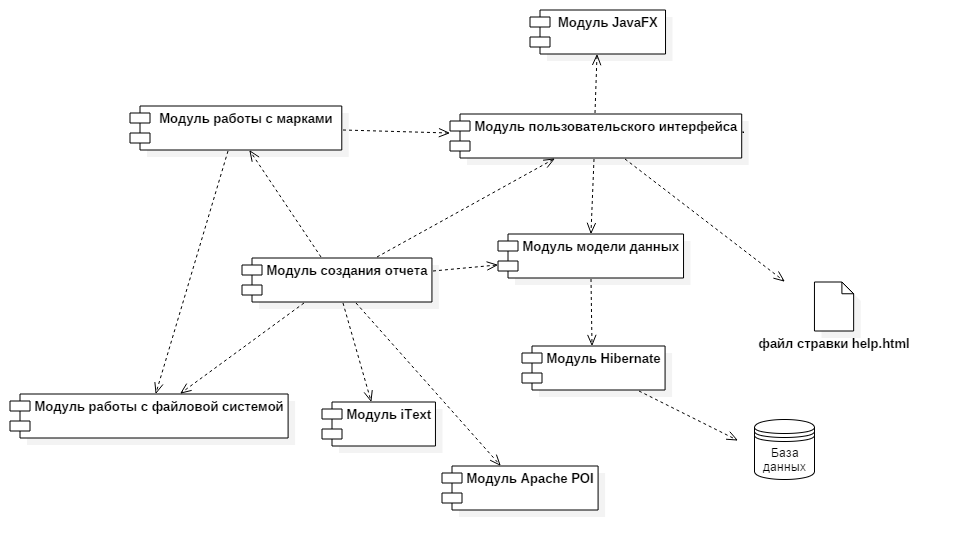 Модуль JavaFX
Модуль работы с марками
Модуль пользовательского интерфейса
Модуль модели данных
Модуль создания отчета
файл стравки help.html
Модуль Hibernate
Модуль работы с файловой системой
Модуль iText
База
данных
Модуль Apache POI